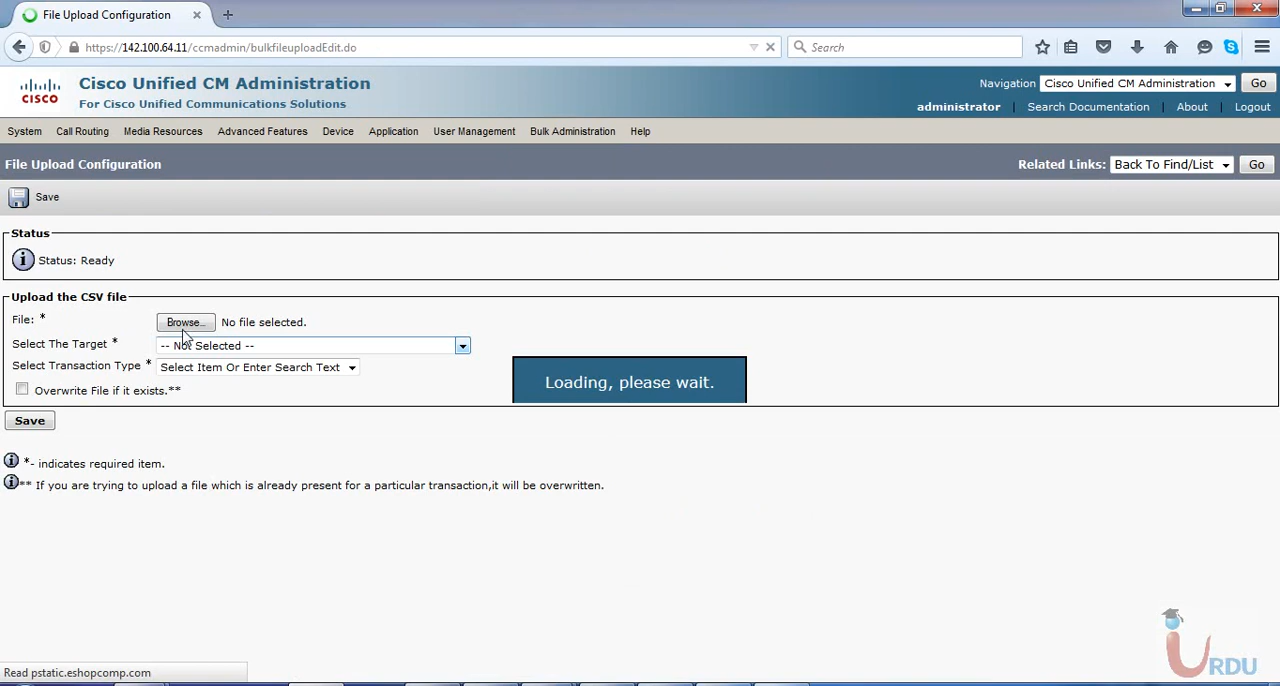 File Upload Configuration
https://142.100.64.11/ccmadmin/bulkfileuploadEdit.do
Search
CISCO
Cisco Unified CM Administration
For Cisco Unified Communications Solutions
Navigation Cisco Unified CM Administration Go
administrator | Search Documentation | About | Logout
System Call Routing Media Resources Advanced Features Device Application User Management Bulk Administration Help
File Upload Configuration
Related Links: Back To Find/List Go
Save
Status
Status: Ready
Upload the CSV file
File: * Browse... No file selected.
Select The Target * -- Not Selected --
Select Transaction Type * Select Item Or Enter Search Text
Overwrite File if it exists.**
Loading, please wait.
Save
*- indicates required item.
** If you are trying to upload a file which is already present for a particular transaction,it will be overwritten.
Read pstatic.eshopcomp.com
URDU